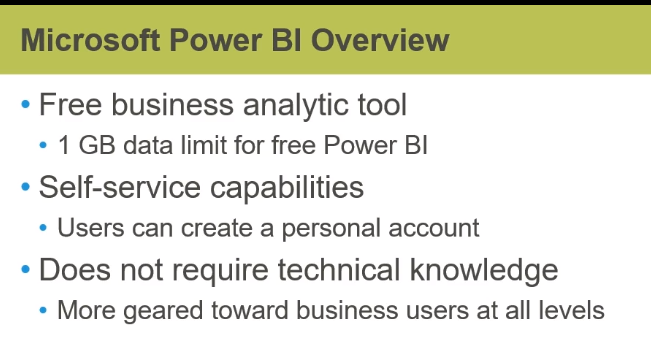 Microsoft Power BI Overview
• Free business analytic tool
• 1 GB data limit for free Power BI
• Self-service capabilities
• Users can create a personal account
• Does not require technical knowledge
• More geared toward business users at all levels